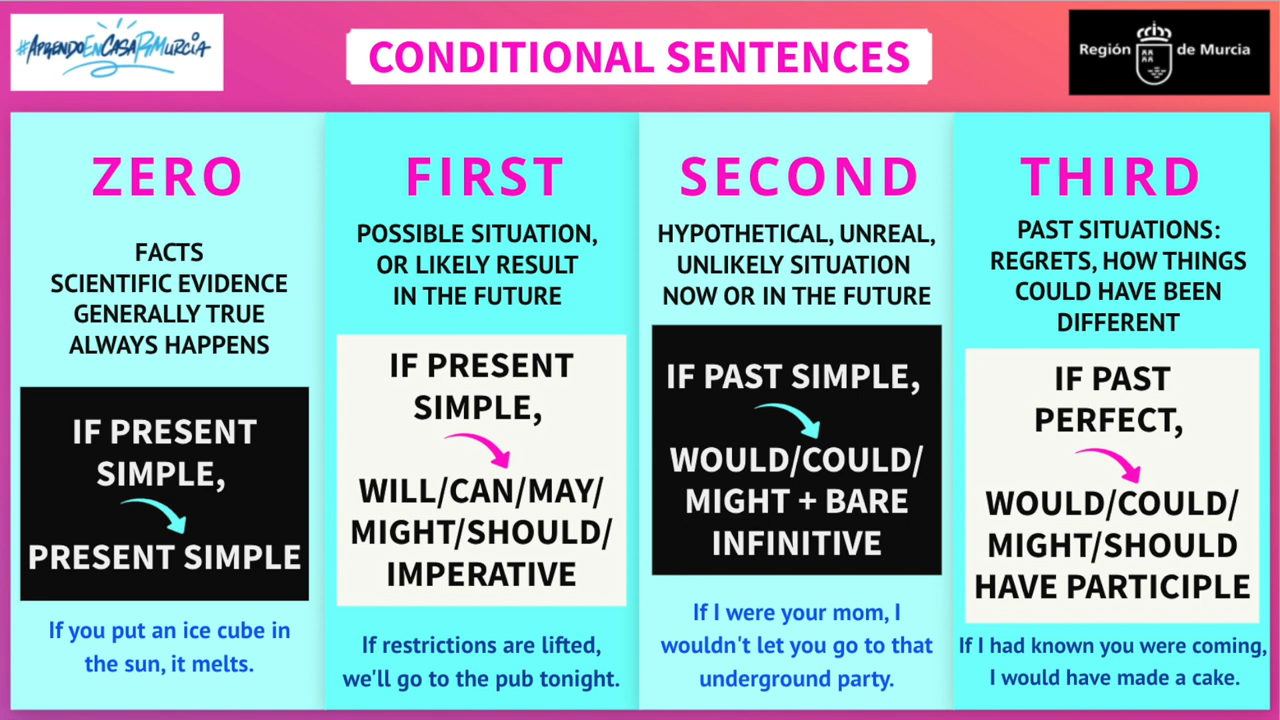 #APRENDOENCASARMURCIA
CONDITIONAL SENTENCES
Región de Murcia
ZERO
FACTS
SCIENTIFIC EVIDENCE
GENERALLY TRUE
ALWAYS HAPPENS
IF PRESENT
SIMPLE,
PRESENT SIMPLE
If you put an ice cube in
the sun, it melts.
FIRST
POSSIBLE SITUATION,
OR LIKELY RESULT
IN THE FUTURE
IF PRESENT
SIMPLE,
WILL/CAN/MAY/
MIGHT/SHOULD/
IMPERATIVE
If restrictions are lifted,
we'll go to the pub tonight.
SECOND
HYPOTHETICAL, UNREAL,
UNLIKELY SITUATION
NOW OR IN THE FUTURE
IF PAST SIMPLE,
WOULD/COULD/
MIGHT + BARE
INFINITIVE
If I were your mom, I
wouldn't let you go to that
underground party.
THIRD
PAST SITUATIONS:
REGRETS, HOW THINGS
COULD HAVE BEEN
DIFFERENT
IF PAST
PERFECT,
WOULD/COULD/
MIGHT/SHOULD
HAVE PARTICIPLE
If I had known you were coming,
I would have made a cake.